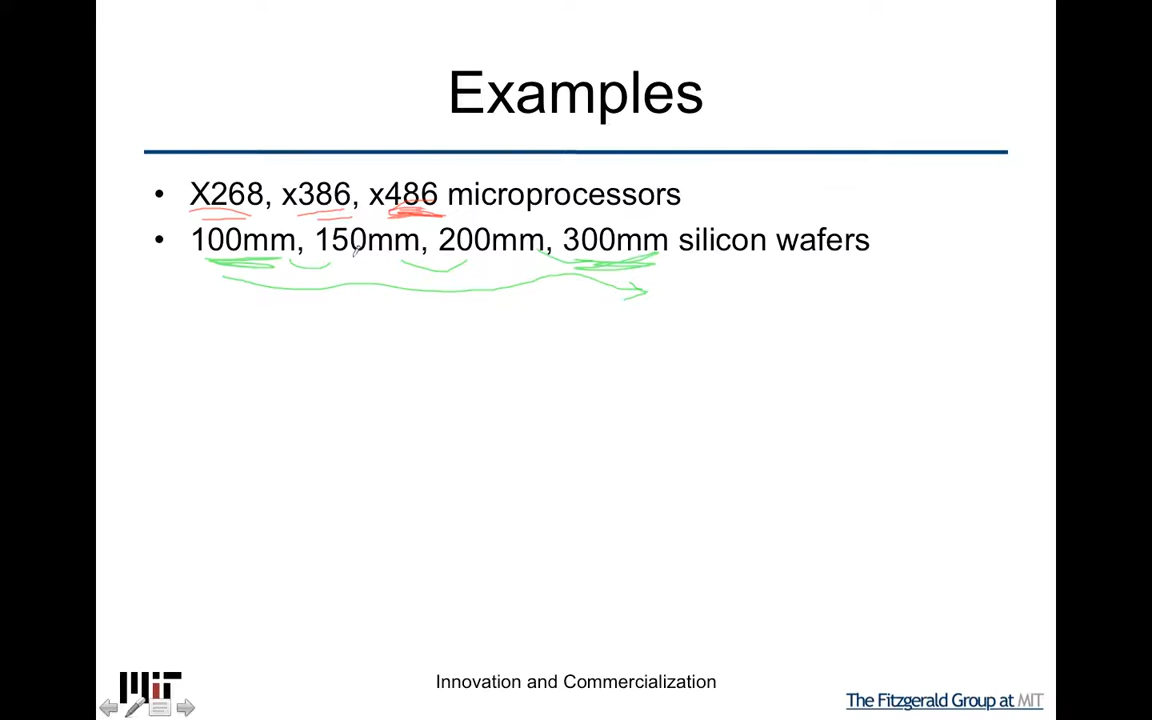 Examples
• X268, x386, x486 microprocessors
• 100mm, 150mm, 200mm, 300mm silicon wafers
MIT
Innovation and Commercialization
The Fitzgerald Group at MIT